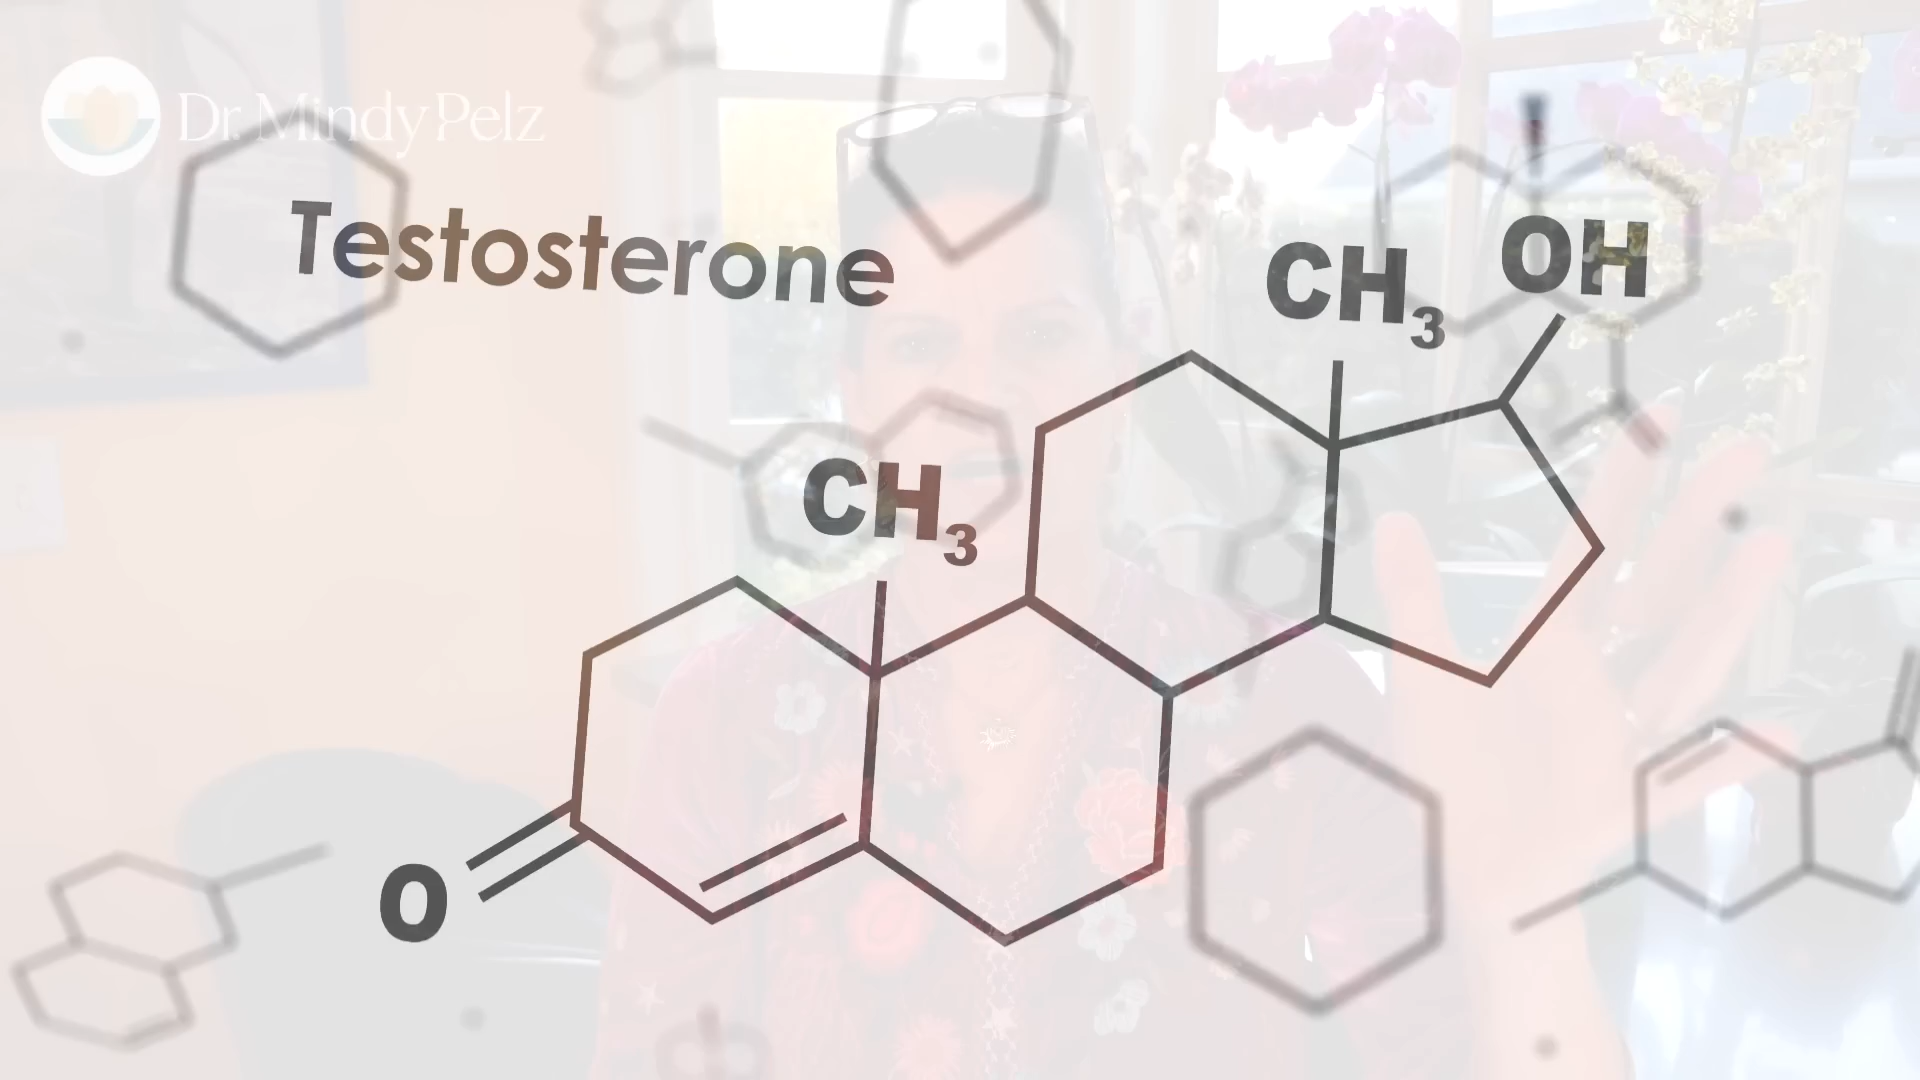 Dr. Mindy Pelz
Testosterone
CH3
OH
CH3
O